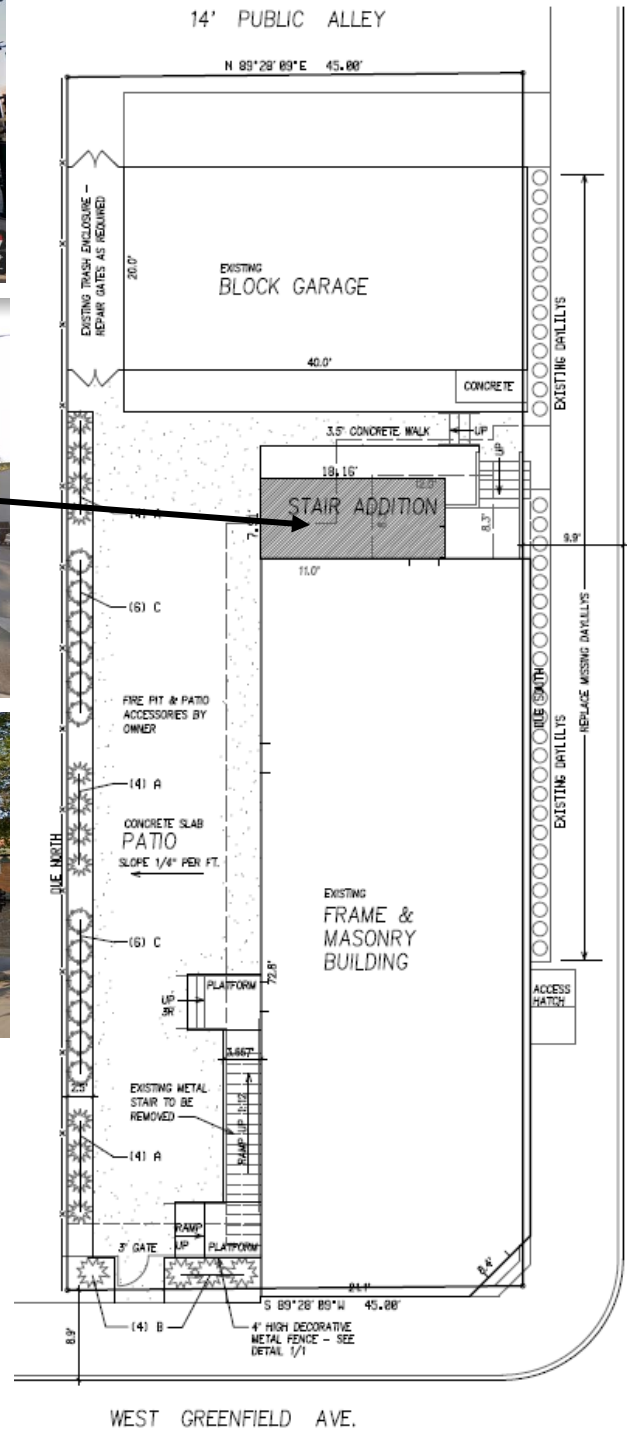 14' PUBLIC ALLEY
N 89°28'09"E 45.00'
EXISTING TRASH ENCLOSURE -
REPAIR GATES AS REQUIRED
20.0'
EXISTING
BLOCK GARAGE
40.0'
CONCRETE
EXISTING DAYLILYS
3.5' CONCRETE WALK
UP
UP
18.16'
12.0'
STAIR ADDITION
8.3'
9.9'
11.0'
(6) C
DUE SOUTH
REPLACE MISSING DAYLILYS
FIRE PIT & PATIO
ACCESSORIES BY
OWNER
(4) A
EXISTING DAYLILYS
CONCRETE SLAB
PATIO
SLOPE 1/4" PER FT.
DUE NORTH
EXISTING
FRAME &
MASONRY
BUILDING
(6) C
72.8'
PLATFORM
UP
3R
ACCESS
HATCH
3.667'
2.5'
EXISTING METAL
STAIR TO BE
REMOVED
RAMP UP 1:12
(4) A
RAMP
UP
PLATFORM
3' GATE
8.4'
21.1'
S 89°28'09"W 45.00'
(4) B
4' HIGH DECORATIVE
METAL FENCE - SEE
DETAIL 1/1
8.9'
WEST GREENFIELD AVE.